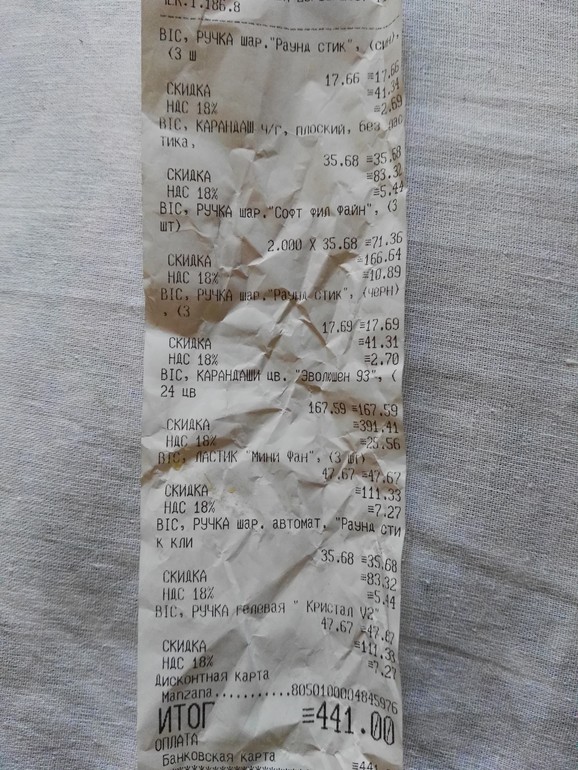 ЧЕК.1.186.8
BIC, РУЧКА шар."Раунд стик", (син),
(3 ш
17.66 ≡17.66
СКИДКА ≡41.34
НДС 18% ≡2.69
BIC, КАРАНДАШ Ч/Г, плоский, без лас
тика,
35.68 ≡35.68
СКИДКА ≡83.32
НДС 18% ≡5.44
BIC, РУЧКА шар."Софт фил Файн", (3
шт)
2.000 X 35.68 ≡71.36
СКИДКА ≡166.64
НДС 18% ≡10.89
BIC, РУЧКА шар."Раунд стик", (черн)
, (3
17.69 ≡17.69
СКИДКА ≡41.31
НДС 18% ≡2.70
BIC, КАРАНДАШИ цв. "Эволюшен 93", (
24 цв
167.59 ≡167.59
СКИДКА ≡391.41
НДС 18% ≡25.56
BIC, ЛАСТИК "Мини Фан", (3 шт)
47.67 ≡47.67
СКИДКА ≡111.33
НДС 18% ≡7.27
BIC, РУЧКА шар. автомат, "Раунд сти
к кли
35.68 ≡35.68
СКИДКА ≡83.32
НДС 18% ≡5.44
BIC, РУЧКА гелевая " Кристал V2"
47.67 ≡47.67
СКИДКА ≡111.33
НДС 18% ≡7.27
Дисконтная карта
Manzana..........8050100004845976
ИТОГ ≡441.00
ОПЛАТА
Банковская карта ≡441